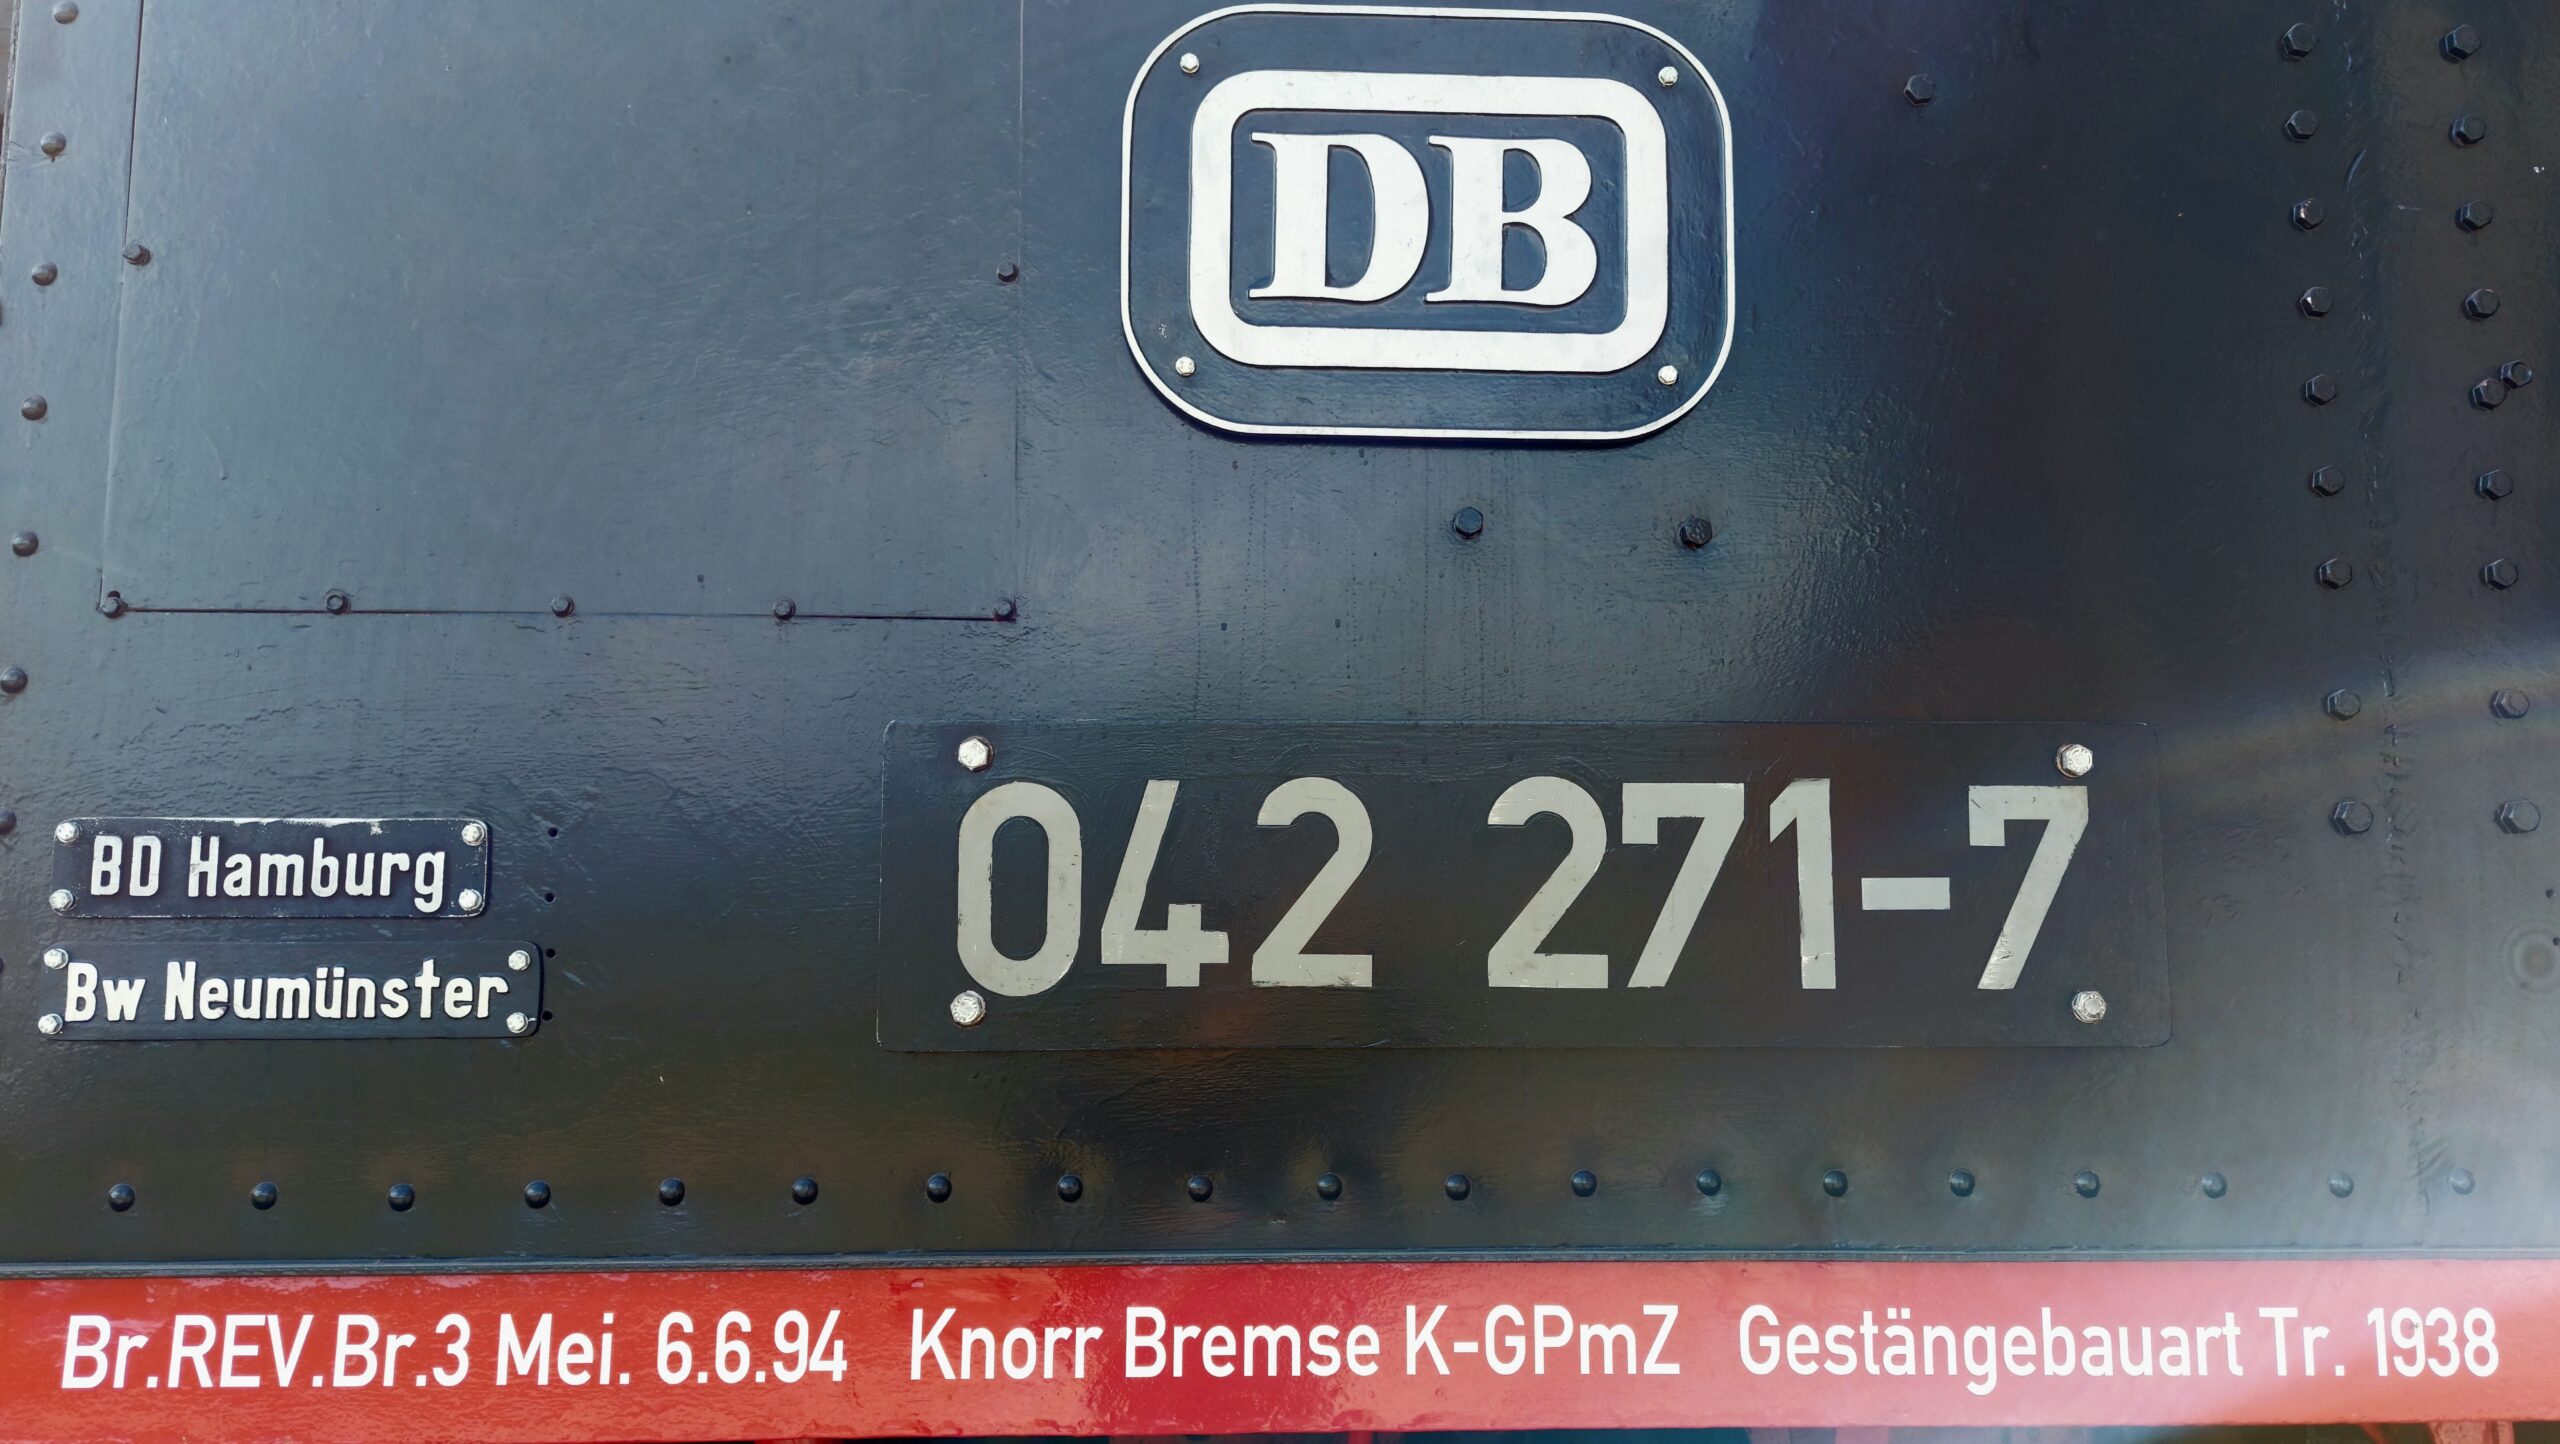 DB
042 271-7
BD Hamburg
Bw Neumünster
Br.REV.Br.3 Mei. 6.6.94 Knorr Bremse K-GPmZ Gestängebauart Tr. 1938